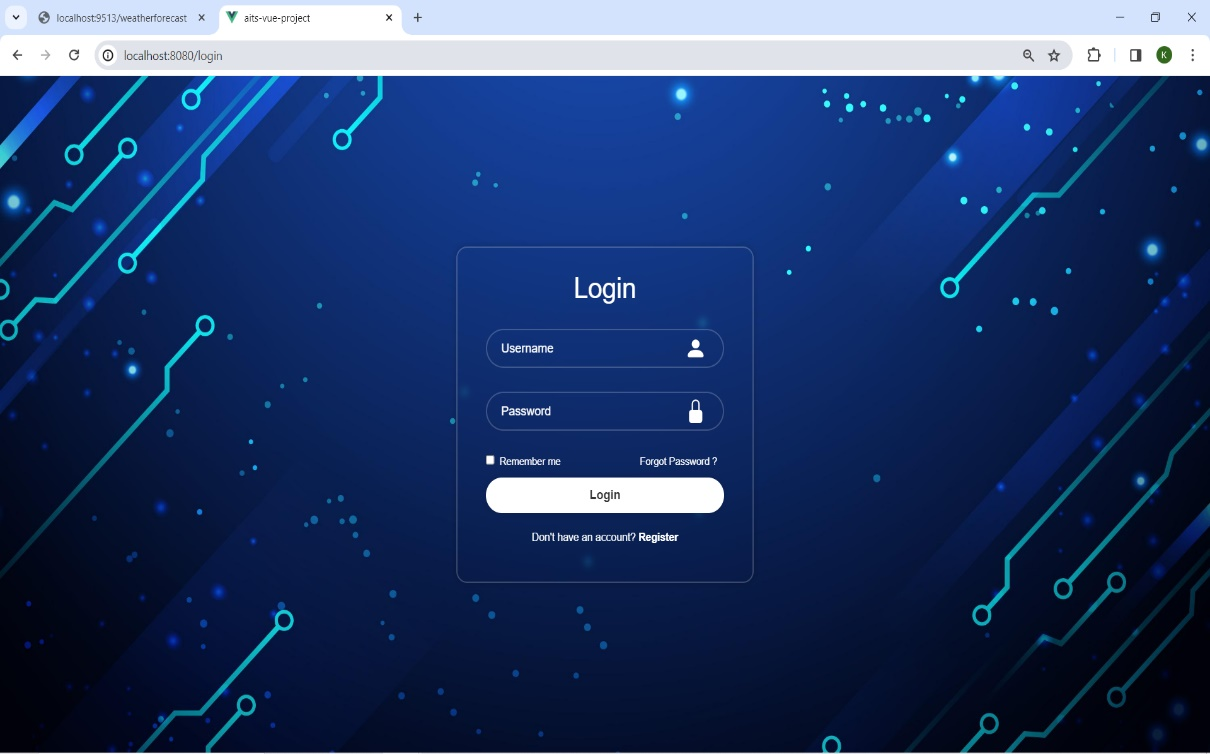 localhost:9513/weatherforecast
aits-vue-project
localhost:8080/login
K
Login
Username
Password
Remember me Forgot Password ?
Login
Don't have an account? Register